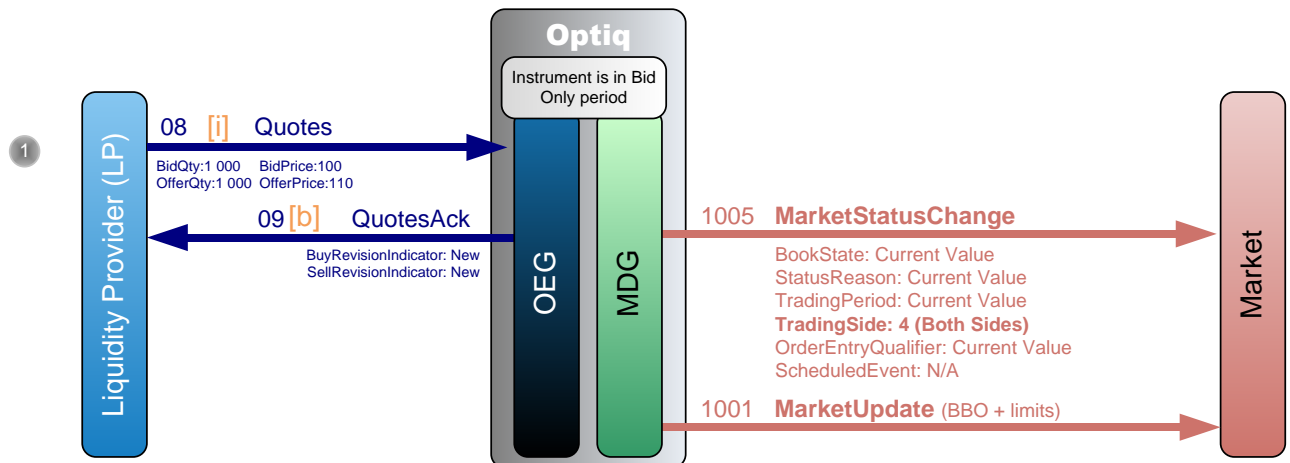 Optiq
Instrument is in Bid
Only period
1
Liquidity Provider (LP)
08 [i] Quotes
BidQty:1 000 BidPrice:100
OfferQty:1 000 OfferPrice:110
09 [b] QuotesAck
BuyRevisionIndicator: New
SellRevisionIndicator: New
OEG
MDG
1005 MarketStatusChange
BookState: Current Value
StatusReason: Current Value
TradingPeriod: Current Value
TradingSide: 4 (Both Sides)
OrderEntryQualifier: Current Value
ScheduledEvent: N/A
1001 MarketUpdate (BBO + limits)
Market